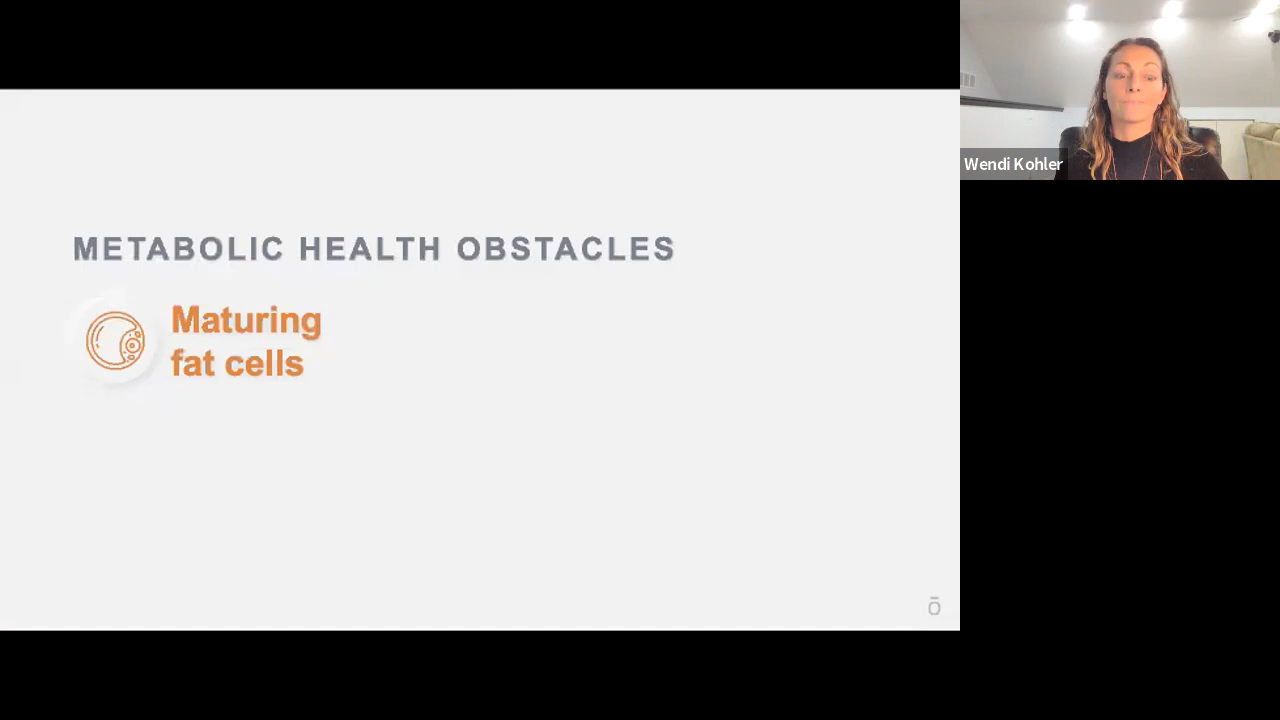 METABOLIC HEALTH OBSTACLES
Maturing
fat cells
ō
Wendi Kohler